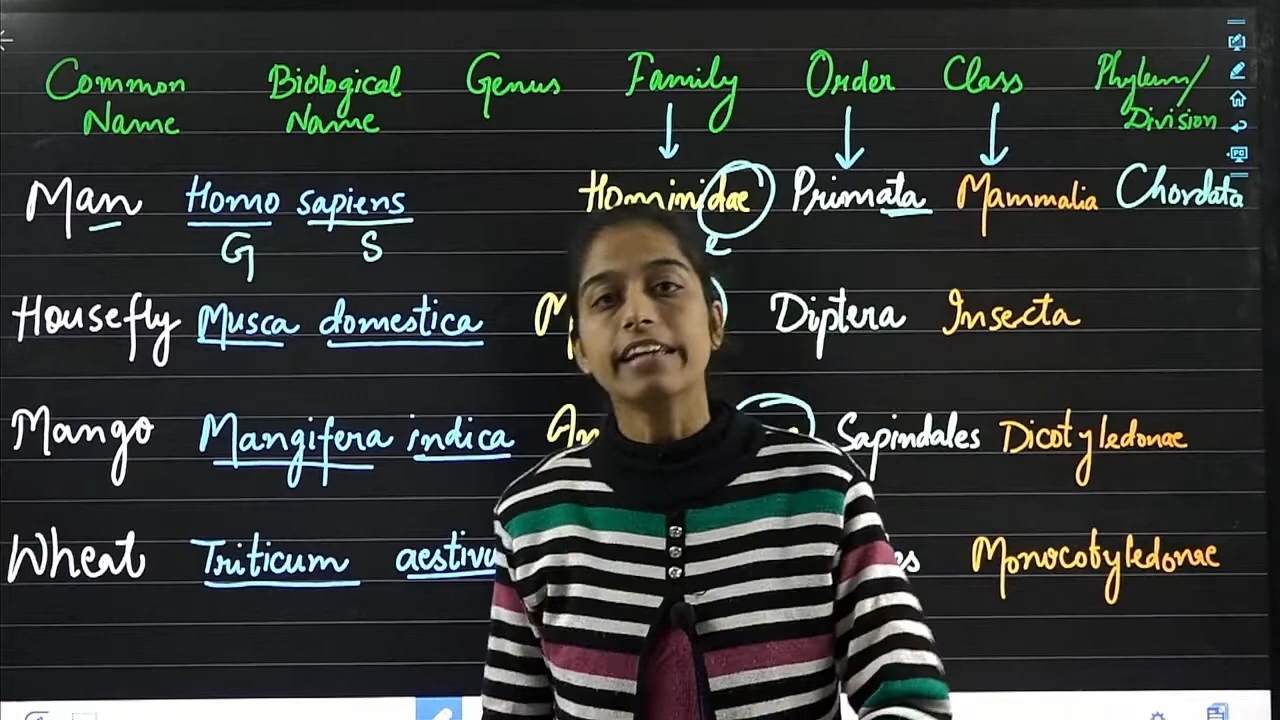 Common Name Biological Name Genus Family Order Class Phylum/Division
Man Homo sapiens Hominidae Primata Mammalia Chordata
G S
Housefly Musca domestica Diptera Insecta
Mango Mangifera indica Sapindales Dicotyledonae
Wheat Triticum Monocotyledonae